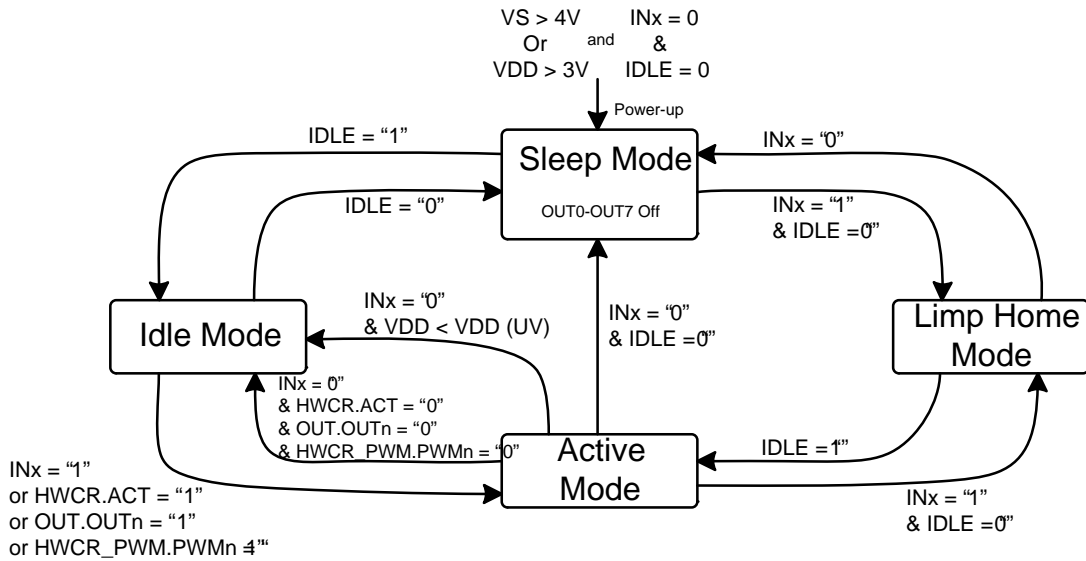 VS > 4V
Or
VDD > 3V
and
INx = 0
&
IDLE = 0
Power-up
IDLE = “1”
Sleep Mode
OUT0-OUT7 Off
INx = “0”
IDLE = “0”
INx = “1”
& IDLE = “0”
INx = “0”
& VDD < VDD (UV)
INx = “0”
& IDLE = “0”
Idle Mode
Limp Home
Mode
INx = “0”
& HWCR.ACT = “0”
& OUT.OUTn = “0”
& HWCR_PWM.PWMn = “0”
Active
Mode
IDLE = “1”
INx = “1”
or HWCR.ACT = “1”
or OUT.OUTn = “1”
or HWCR_PWM.PWMn = “1“
INx = “1”
& IDLE = “0”